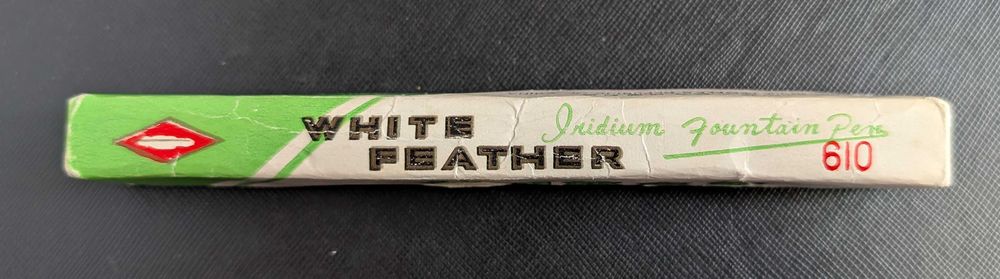 WHITE
FEATHER
Iridium Fountain Pen
610